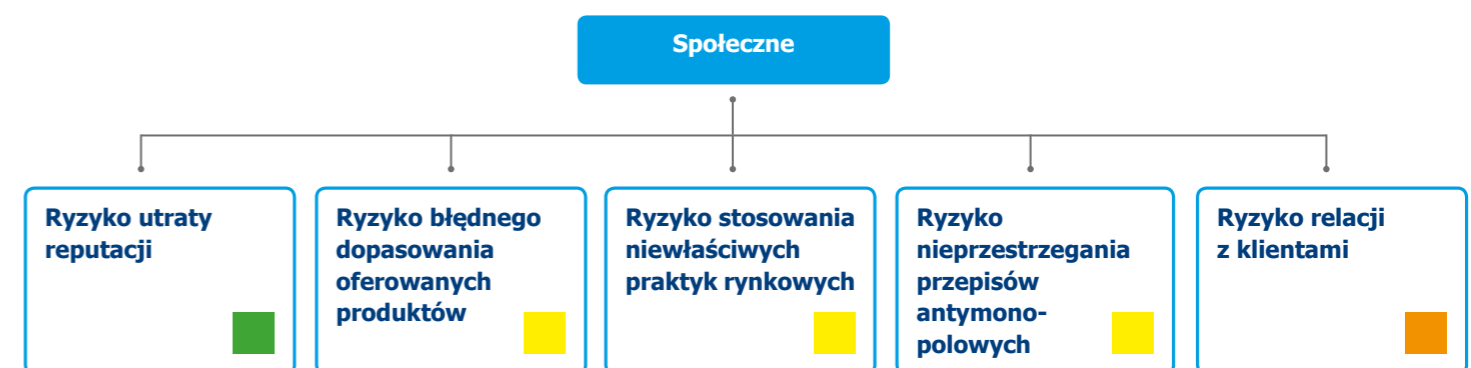 Społeczne
Ryzyko utraty
reputacji
Ryzyko błędnego
dopasowania
oferowanych
produktów
Ryzyko stosowania
niewłaściwych
praktyk rynkowych
Ryzyko
nieprzestrzegania
przepisów
antymono-
polowych
Ryzyko relacji
z klientami